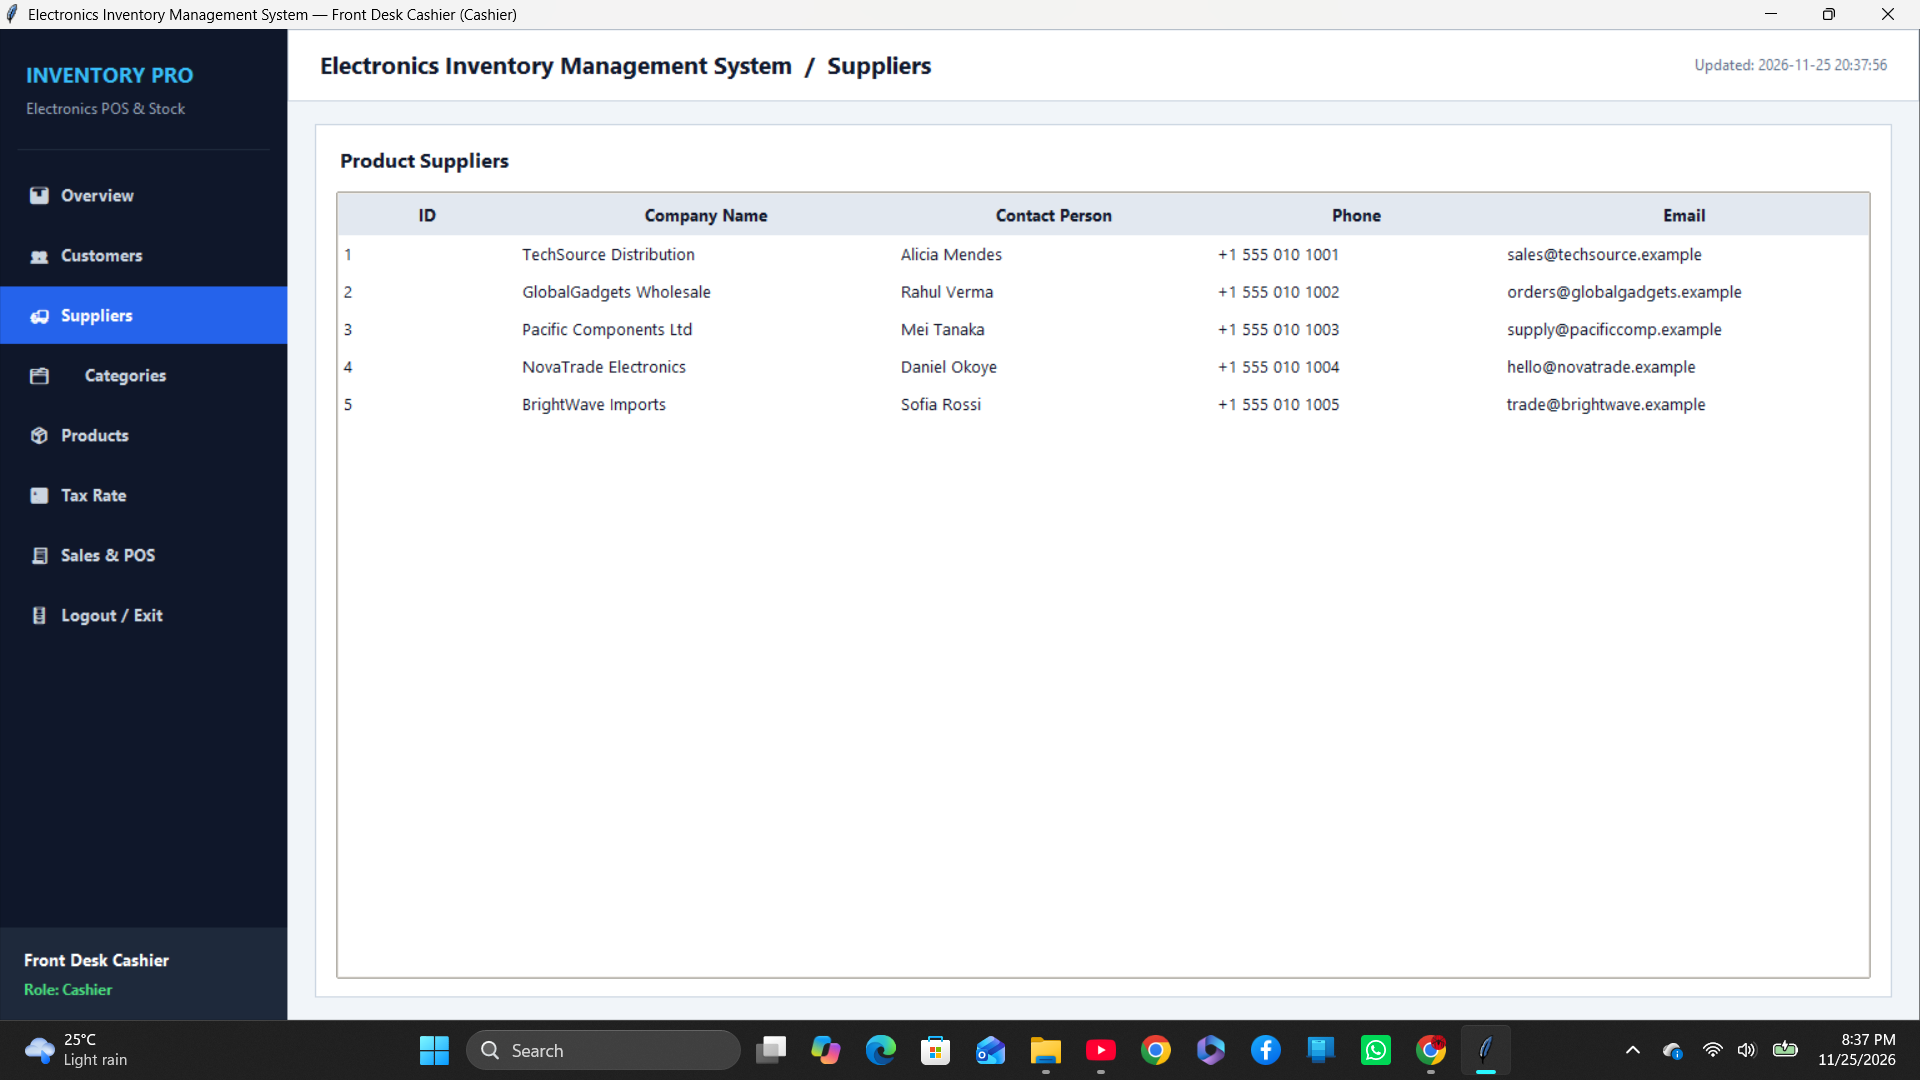 Electronics Inventory Management System — Front Desk Cashier (Cashier)
INVENTORY PRO
Electronics POS & Stock
Overview
Customers
Suppliers
Categories
Products
Tax Rate
Sales & POS
Logout / Exit
Front Desk Cashier
Role: Cashier
Electronics Inventory Management System / Suppliers
Updated: 2026-11-25 20:37:56
Product Suppliers
ID Company Name Contact Person Phone Email
1 TechSource Distribution Alicia Mendes +1 555 010 1001 sales@techsource.example
2 GlobalGadgets Wholesale Rahul Verma +1 555 010 1002 orders@globalgadgets.example
3 Pacific Components Ltd Mei Tanaka +1 555 010 1003 supply@pacificcomp.example
4 NovaTrade Electronics Daniel Okoye +1 555 010 1004 hello@novatrade.example
5 BrightWave Imports Sofia Rossi +1 555 010 1005 trade@brightwave.example
25°C
Light rain
Search
8:37 PM
11/25/2026